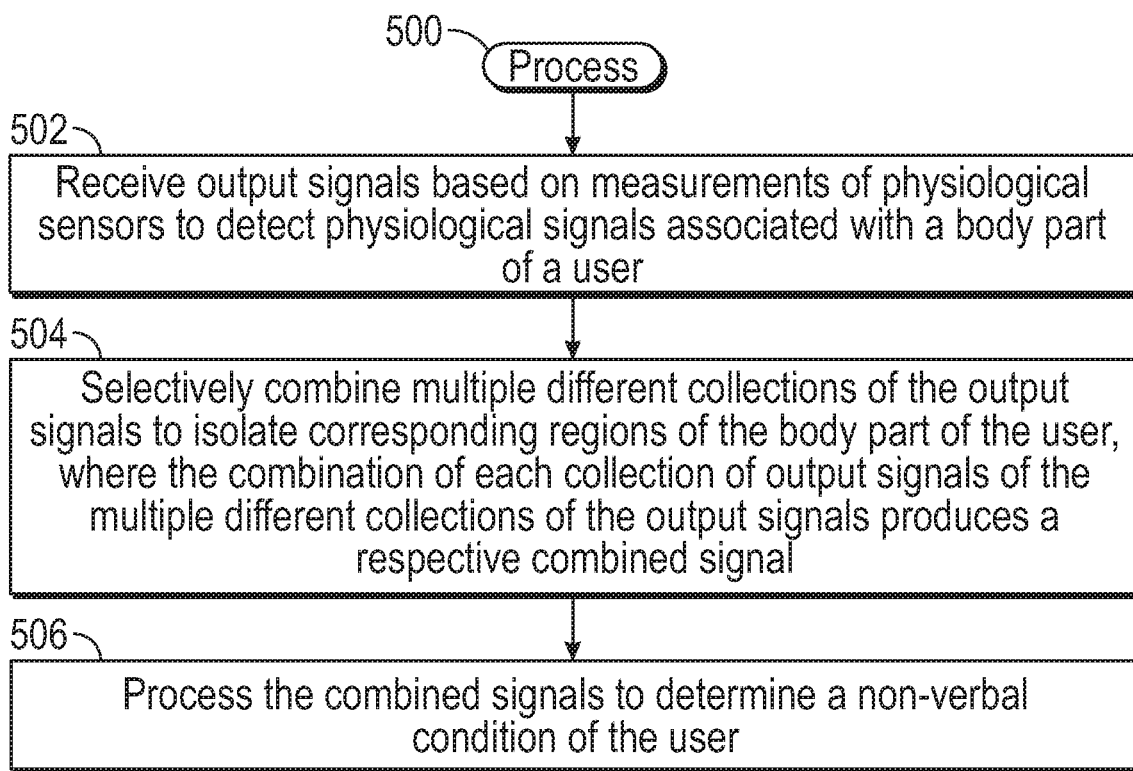 500
Process
502
Receive output signals based on measurements of physiological
sensors to detect physiological signals associated with a body part
of a user
504
Selectively combine multiple different collections of the output
signals to isolate corresponding regions of the body part of the user,
where the combination of each collection of output signals of the
multiple different collections of the output signals produces a
respective combined signal
506
Process the combined signals to determine a non-verbal
condition of the user